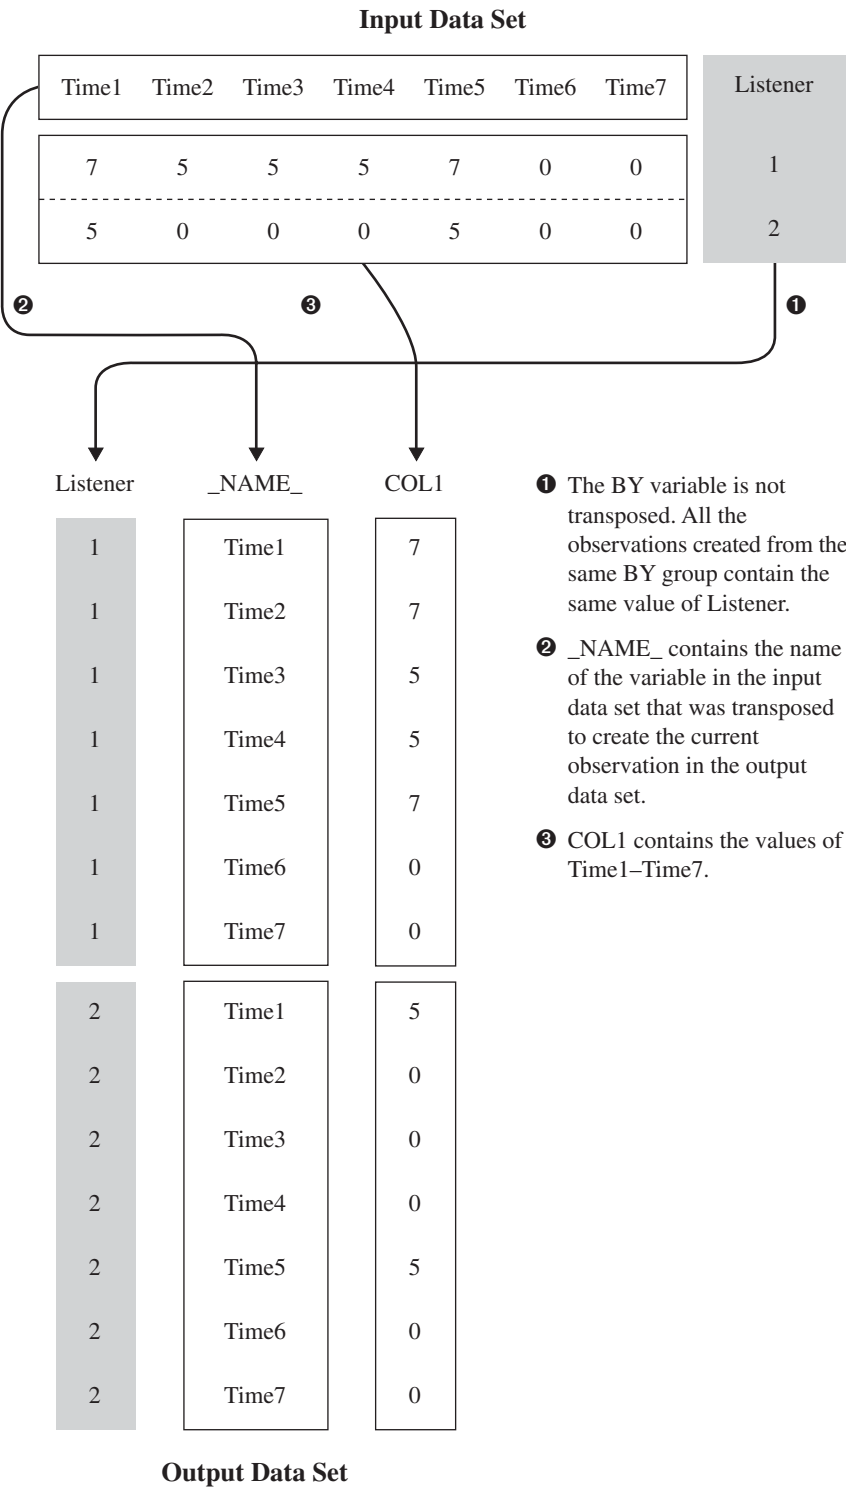 Input Data Set
Time1 Time2 Time3 Time4 Time5 Time6 Time7 Listener
7 5 5 5 7 0 0 1
5 0 0 0 5 0 0 2
❷ ❸ ❶
Listener _NAME_ COL1
1 Time1 7
1 Time2 7
1 Time3 5
1 Time4 5
1 Time5 7
1 Time6 0
1 Time7 0
2 Time1 5
2 Time2 0
2 Time3 0
2 Time4 0
2 Time5 5
2 Time6 0
2 Time7 0
❶ The BY variable is not
transposed. All the
observations created from the
same BY group contain the
same value of Listener.
❷ _NAME_ contains the name
of the variable in the input
data set that was transposed
to create the current
observation in the output
data set.
❸ COL1 contains the values of
Time1–Time7.
Output Data Set